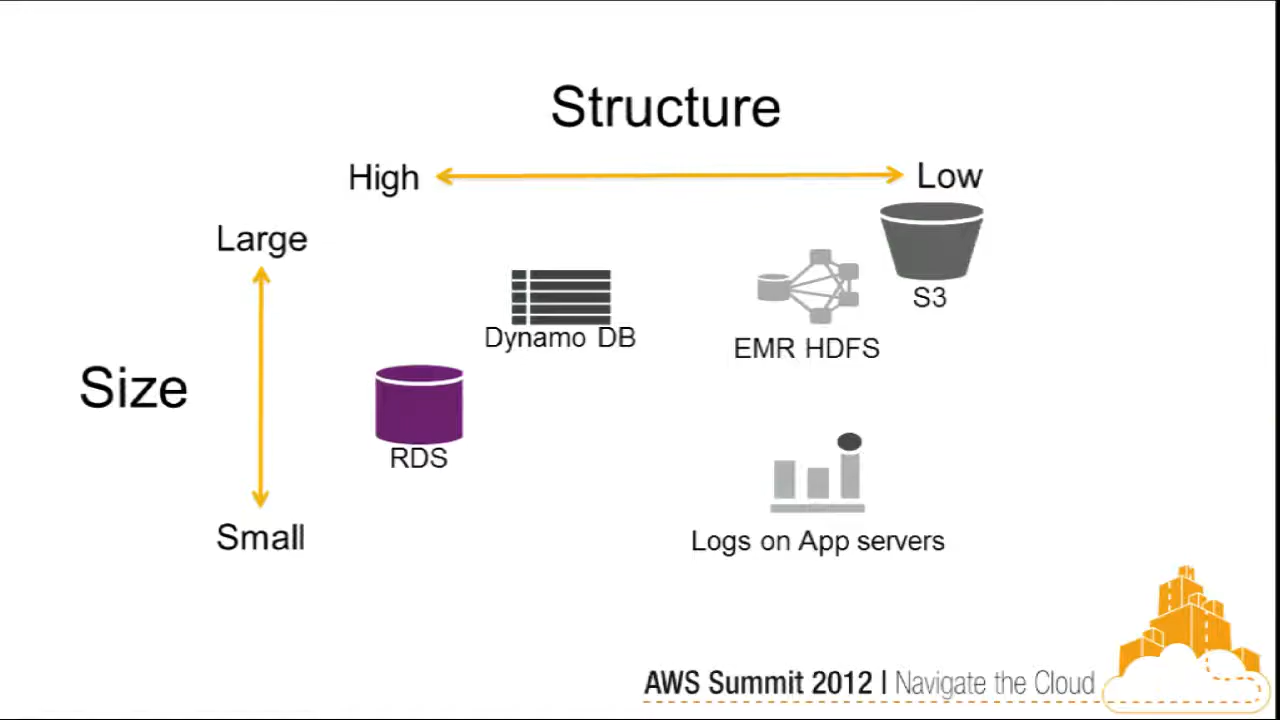 Structure
High
Low
Large
S3
Dynamo DB
EMR HDFS
Size
RDS
Small
Logs on App servers
AWS Summit 2012 | Navigate the Cloud